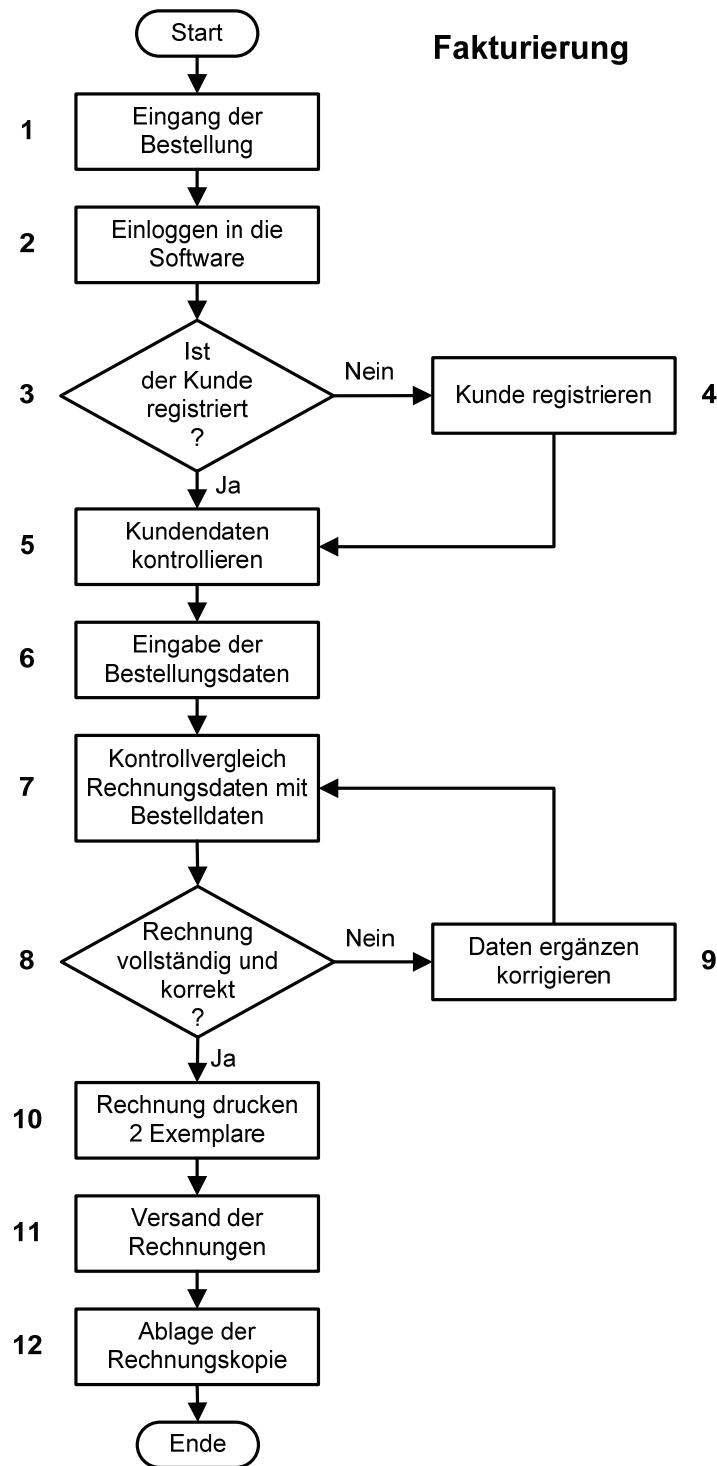 Start
Fakturierung
1
Eingang der
Bestellung
2
Einloggen in die
Software
3
Ist
der Kunde
registriert
?
Nein
Kunde registrieren
4
Ja
5
Kundendaten
kontrollieren
6
Eingabe der
Bestellungsdaten
7
Kontrollvergleich
Rechnungsdaten mit
Bestelldaten
8
Rechnung
vollständig und
korrekt
?
Nein
Daten ergänzen
korrigieren
9
Ja
10
Rechnung drucken
2 Exemplare
11
Versand der
Rechnungen
12
Ablage der
Rechnungskopie
Ende